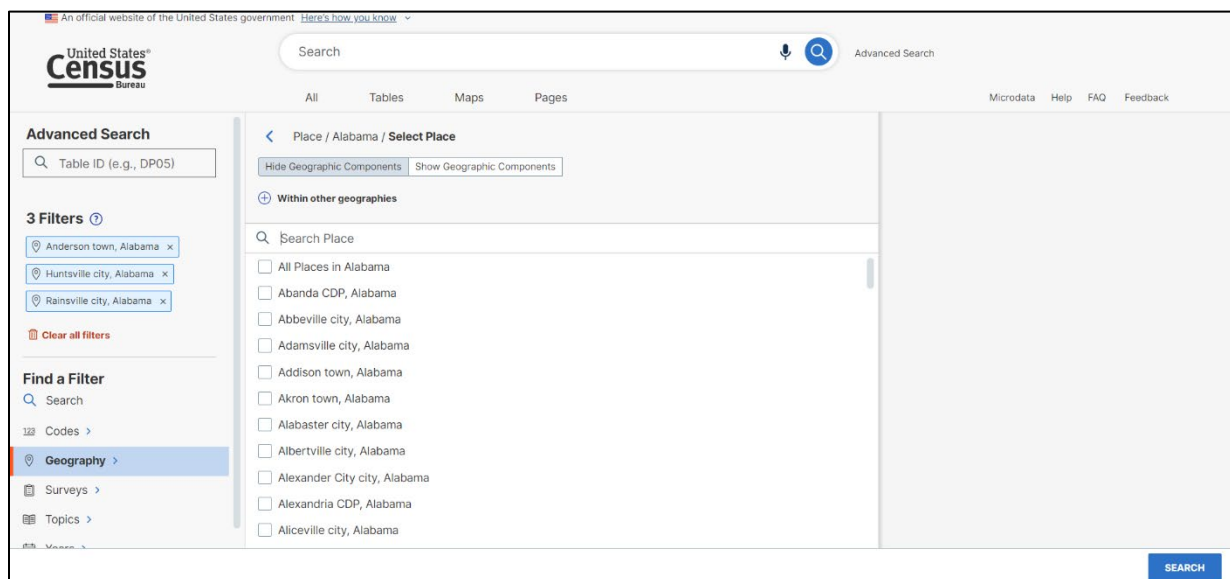 An official website of the United States government Here's how you know
United States®
Census
Bureau
Search
Advanced Search
All Tables Maps Pages
Microdata Help FAQ Feedback
Advanced Search
Table ID (e.g., DP05)
3 Filters ?
Anderson town, Alabama ×
Huntsville city, Alabama ×
Rainsville city, Alabama ×
Clear all filters
Find a Filter
Search
123 Codes >
Geography >
Surveys >
Topics >
Years >
Place / Alabama / Select Place
Hide Geographic Components Show Geographic Components
Within other geographies
Search Place
All Places in Alabama
Abanda CDP, Alabama
Abbeville city, Alabama
Adamsville city, Alabama
Addison town, Alabama
Akron town, Alabama
Alabaster city, Alabama
Albertville city, Alabama
Alexander City city, Alabama
Alexandria CDP, Alabama
Aliceville city, Alabama
SEARCH